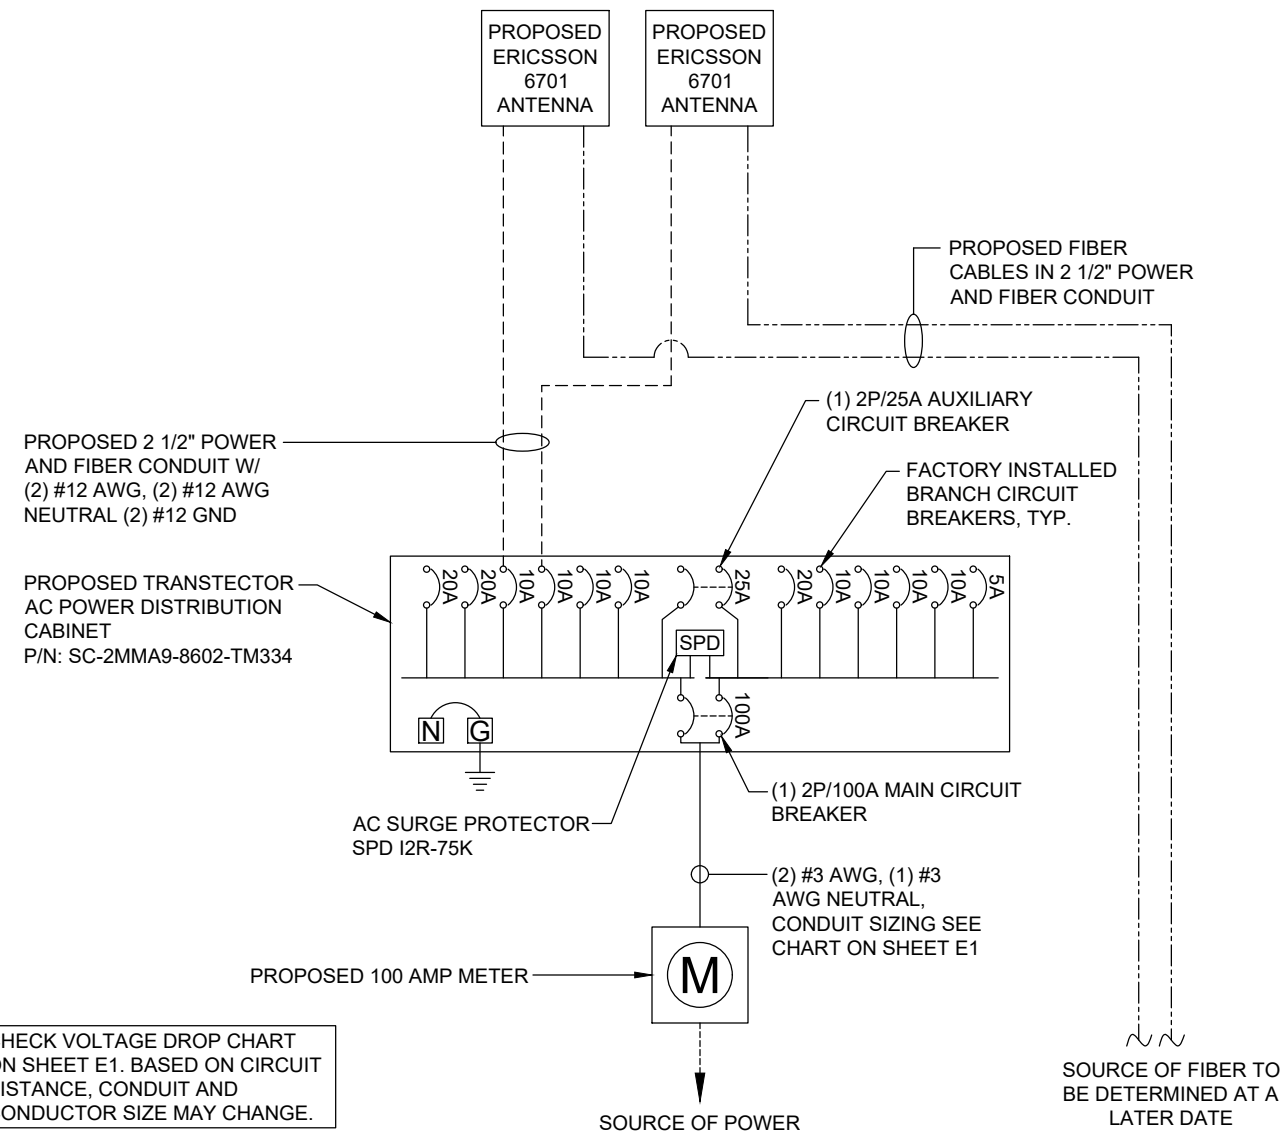 PROPOSED
ERICSSON
6701
ANTENNA
PROPOSED
ERICSSON
6701
ANTENNA
PROPOSED FIBER
CABLES IN 2 1/2" POWER
AND FIBER CONDUIT
(1) 2P/25A AUXILIARY
CIRCUIT BREAKER
PROPOSED 2 1/2" POWER
AND FIBER CONDUIT W/
(2) #12 AWG, (2) #12 AWG
NEUTRAL (2) #12 GND
FACTORY INSTALLED
BRANCH CIRCUIT
BREAKERS, TYP.
PROPOSED TRANSTECTOR
AC POWER DISTRIBUTION
CABINET
P/N: SC-2MMA9-8602-TM334
20A
20A
10A
10A
10A
10A
25A
20A
10A
10A
10A
10A
5A
SPD
100A
N
G
(1) 2P/100A MAIN CIRCUIT
BREAKER
AC SURGE PROTECTOR
SPD I2R-75K
(2) #3 AWG, (1) #3
AWG NEUTRAL,
CONDUIT SIZING SEE
CHART ON SHEET E1
PROPOSED 100 AMP METER
M
HECK VOLTAGE DROP CHART
ON SHEET E1. BASED ON CIRCUIT
ISTANCE, CONDUIT AND
ONDUCTOR SIZE MAY CHANGE.
SOURCE OF POWER
SOURCE OF FIBER TO
BE DETERMINED AT A
LATER DATE